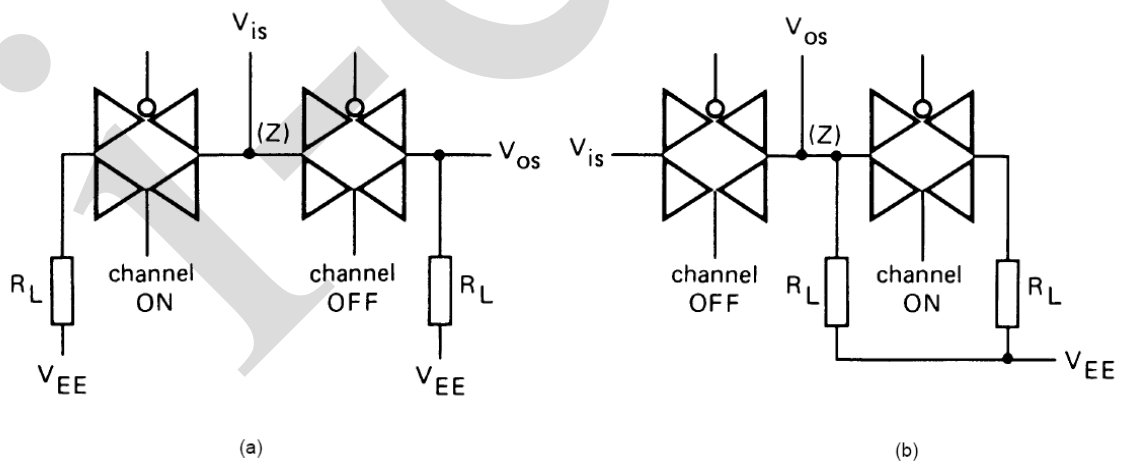 V_is
(Z)
V_os
channel
ON
channel
OFF
R_L
R_L
V_EE
V_EE
(a)
V_os
V_is
(Z)
channel
OFF
channel
ON
R_L
R_L
V_EE
(b)